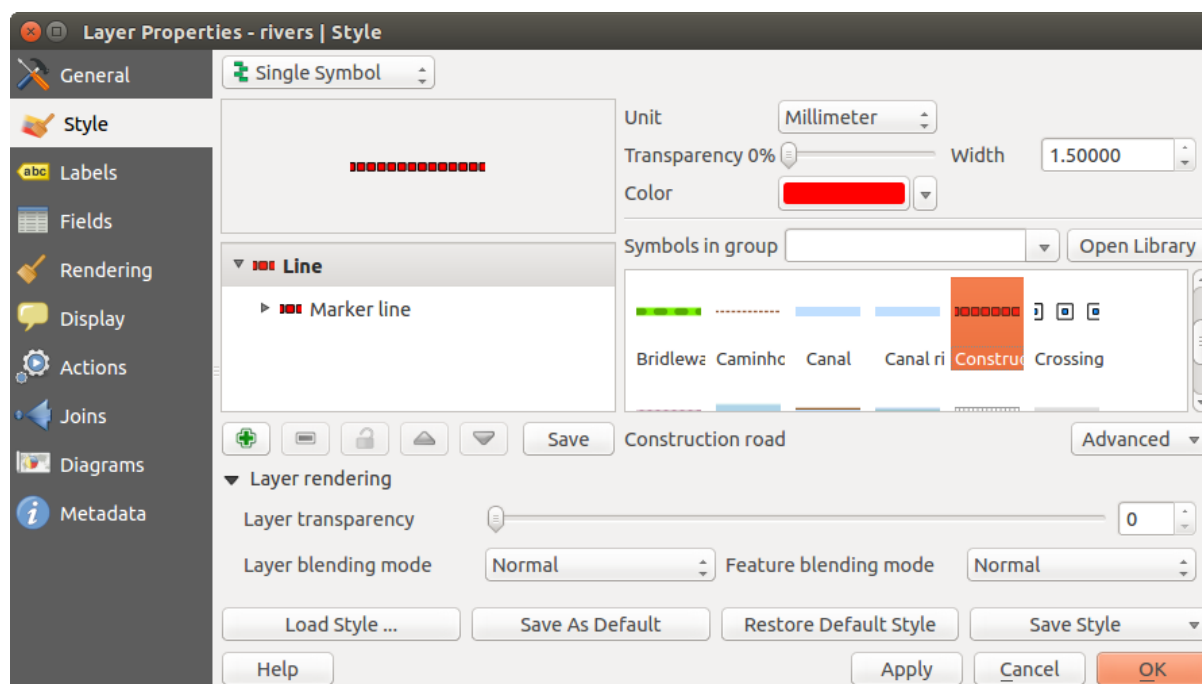 Layer Properties - rivers | Style
General
Style
abc Labels
Fields
Rendering
Display
Actions
Joins
Diagrams
Metadata
Single Symbol
Unit Millimeter
Transparency 0% Width 1.50000
Color
Symbols in group Open Library
Line
Marker line
Bridlewa Caminho Canal Canal ri Construc Crossing
Save Construction road Advanced
Layer rendering
Layer transparency 0
Layer blending mode Normal Feature blending mode Normal
Load Style ... Save As Default Restore Default Style Save Style
Help Apply Cancel OK